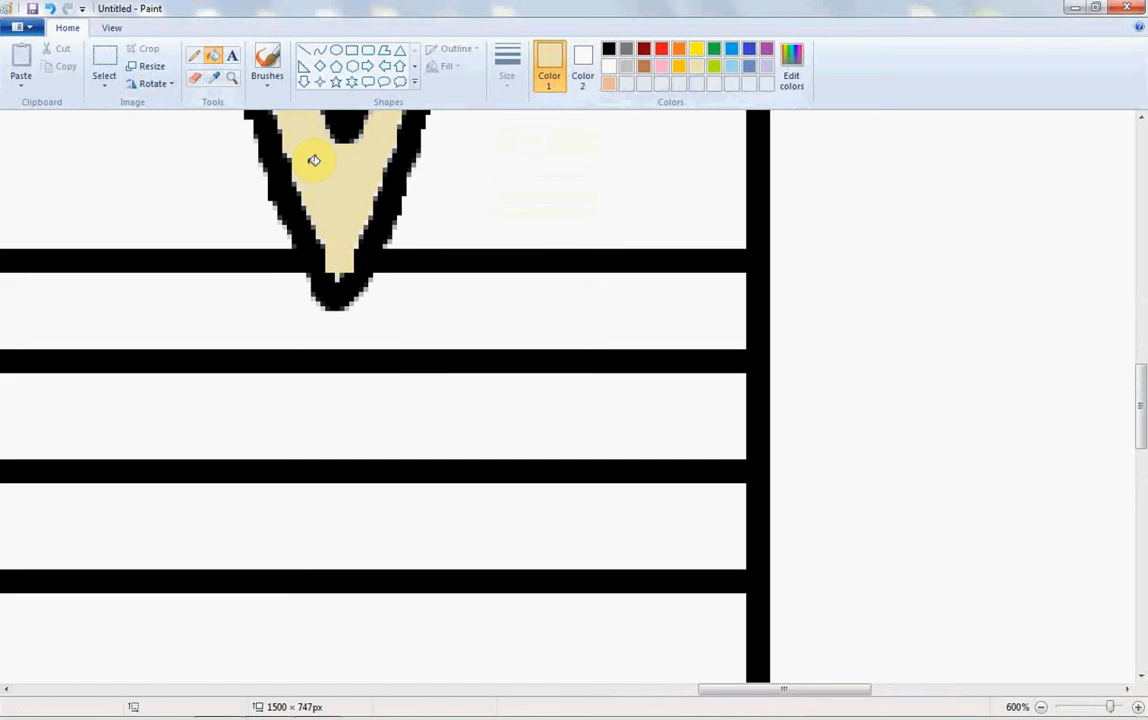 Untitled - Paint
Home View
Paste
Cut
Copy
Clipboard
Select
Crop
Resize
Rotate
Image
A
Tools
Brushes
Outline
Fill
Shapes
Size
Color 1
Color 2
Edit colors
Colors
1500 × 747px
600%